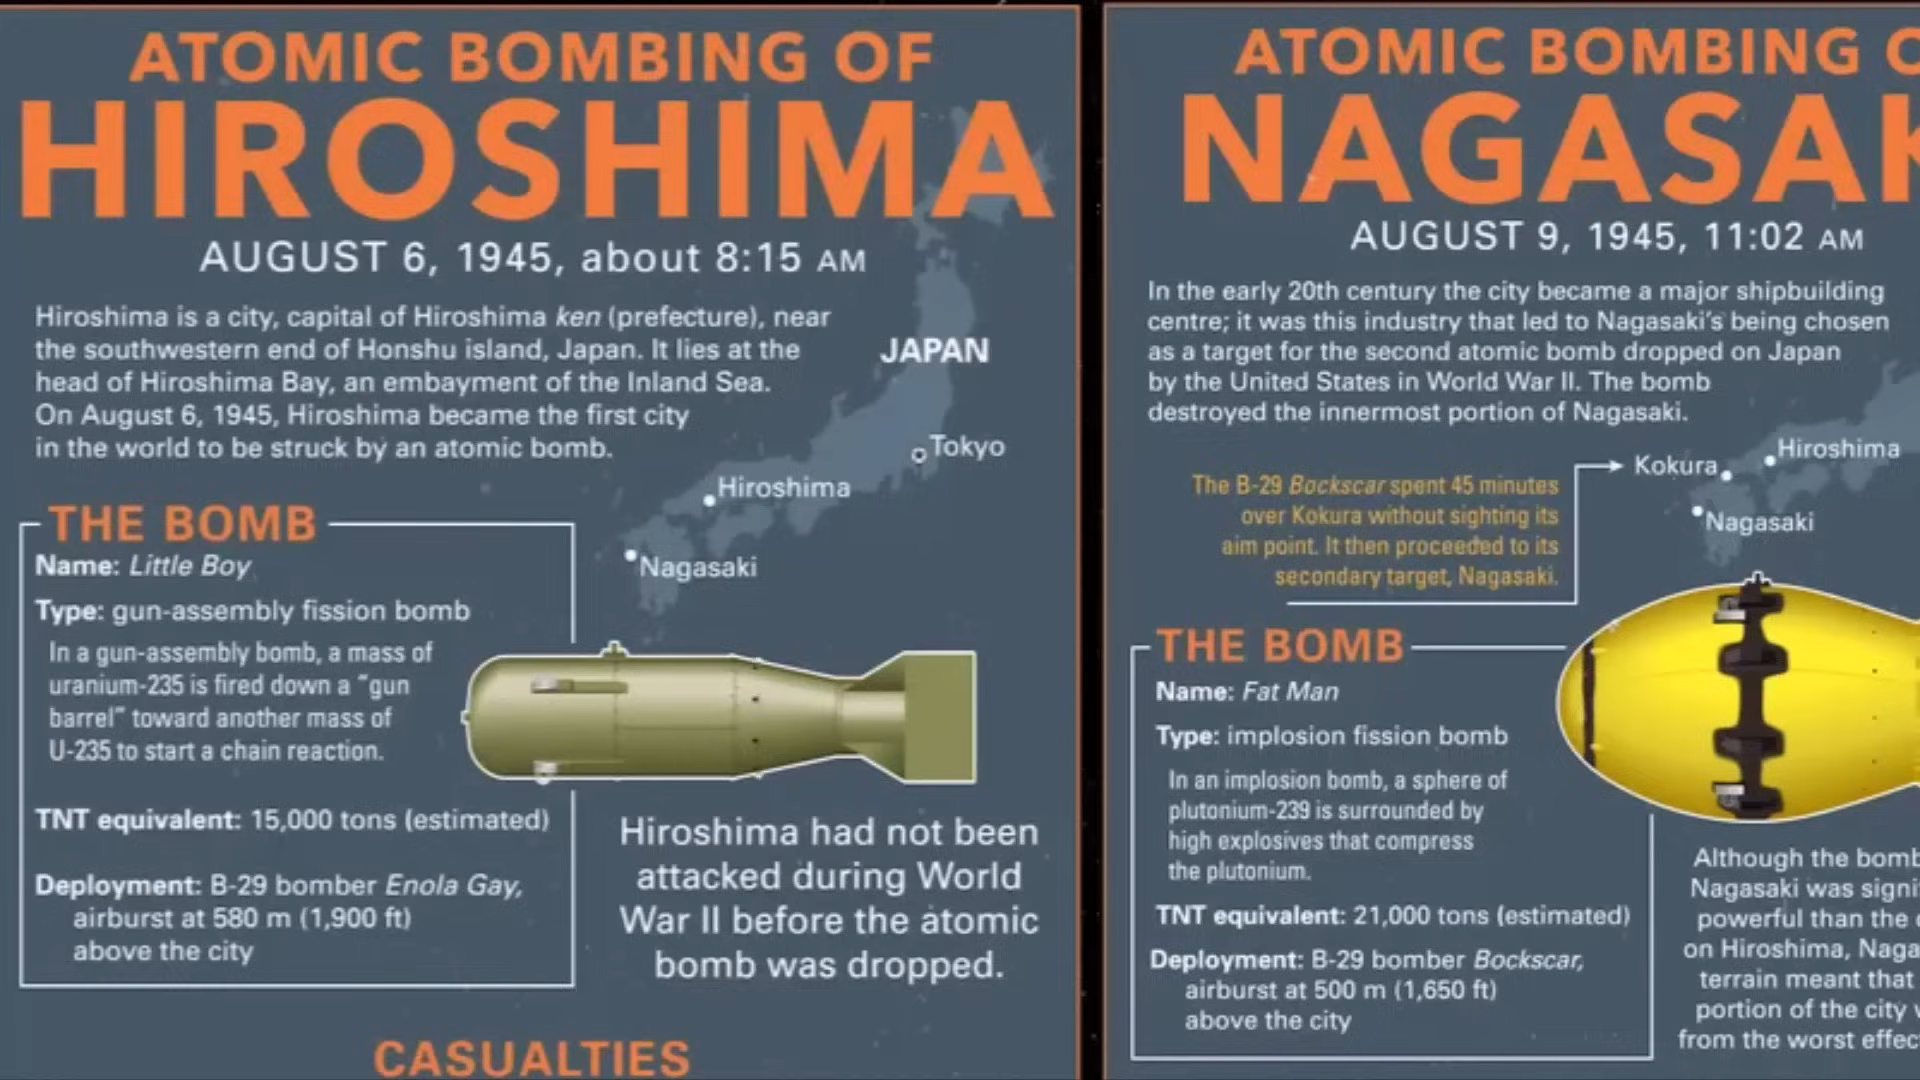 ATOMIC BOMBING OF
HIROSHIMA
AUGUST 6, 1945, about 8:15 AM
Hiroshima is a city, capital of Hiroshima ken (prefecture), near
the southwestern end of Honshu island, Japan. It lies at the
head of Hiroshima Bay, an embayment of the Inland Sea.
On August 6, 1945, Hiroshima became the first city
in the world to be struck by an atomic bomb.
JAPAN
Tokyo
Hiroshima
Nagasaki
THE BOMB
Name: Little Boy
Type: gun-assembly fission bomb
In a gun-assembly bomb, a mass of
uranium-235 is fired down a "gun
barrel" toward another mass of
U-235 to start a chain reaction.
TNT equivalent: 15,000 tons (estimated)
Deployment: B-29 bomber Enola Gay,
airburst at 580 m (1,900 ft)
above the city
Hiroshima had not been
attacked during World
War II before the atomic
bomb was dropped.
CASUALTIES
ATOMIC BOMBING
NAGASAK
AUGUST 9, 1945, 11:02 AM
In the early 20th century the city became a major shipbuilding
centre; it was this industry that led to Nagasaki's being chosen
as a target for the second atomic bomb dropped on Japan
by the United States in World War II. The bomb
destroyed the innermost portion of Nagasaki.
Hiroshima
Kokura
Nagasaki
The B-29 Bockscar spent 45 minutes
over Kokura without sighting its
aim point. It then proceeded to its
secondary target, Nagasaki.
THE BOMB
Name: Fat Man
Type: implosion fission bomb
In an implosion bomb, a sphere of
plutonium-239 is surrounded by
high explosives that compress
the plutonium.
TNT equivalent: 21,000 tons (estimated)
Deployment: B-29 bomber Bockscar,
airburst at 500 m (1,650 ft)
above the city
Although the bomb
Nagasaki was signi
powerful than the
on Hiroshima, Naga
terrain meant that
portion of the city
from the worst effec